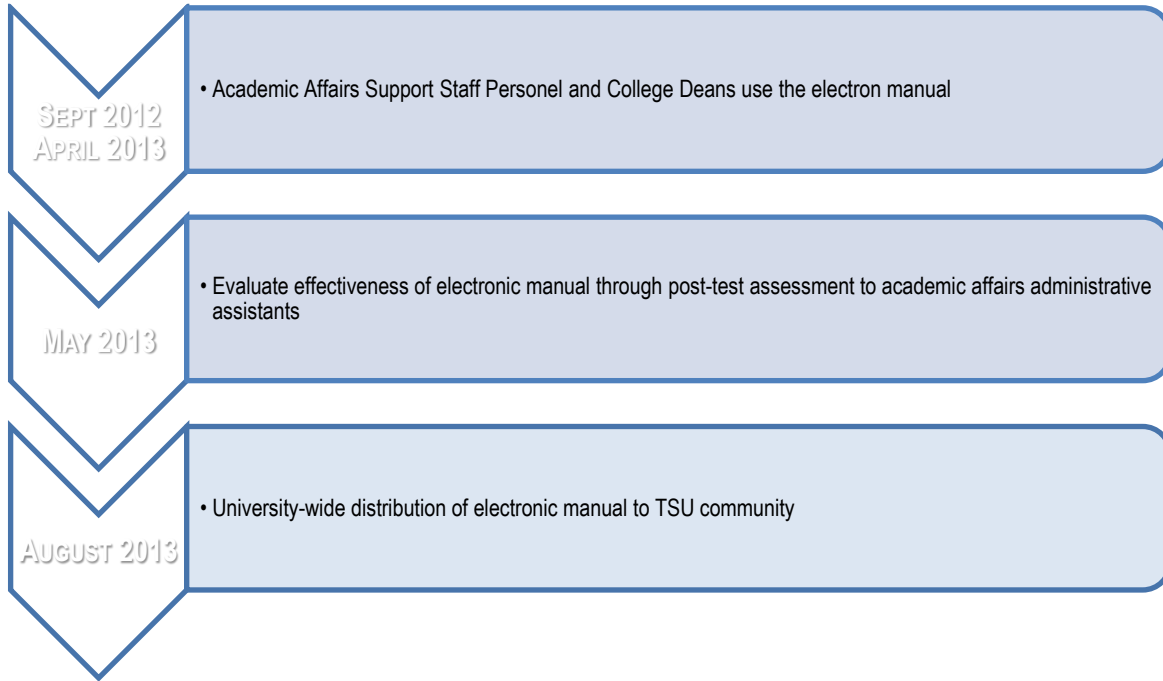 SEPT 2012
APRIL 2013
• Academic Affairs Support Staff Personel and College Deans use the electron manual
MAY 2013
• Evaluate effectiveness of electronic manual through post-test assessment to academic affairs administrative
assistants
AUGUST 2013
• University-wide distribution of electronic manual to TSU community